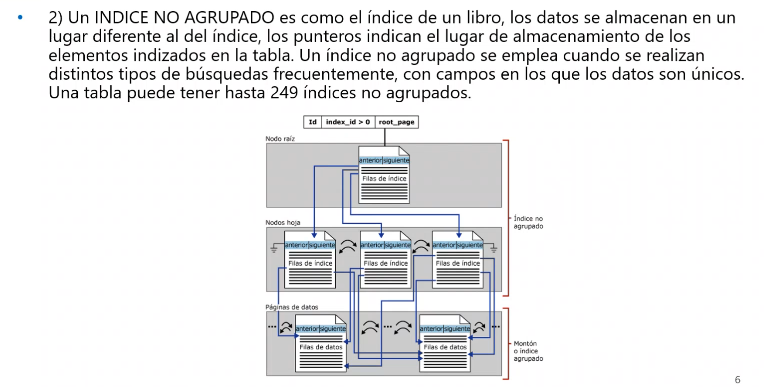 • 2) Un INDICE NO AGRUPADO es como el índice de un libro, los datos se almacenan en un
lugar diferente al del índice, los punteros indican el lugar de almacenamiento de los
elementos indizados en la tabla. Un índice no agrupado se emplea cuando se realizan
distintos tipos de búsquedas frecuentemente, con campos en los que los datos son únicos.
Una tabla puede tener hasta 249 índices no agrupados.
Id index_id > 0 root_page
Nodo raíz
anterior siguiente
Filas de índice
Índice no
agrupado
Nodos hoja
anterior siguiente anterior siguiente anterior siguiente
Filas de índice Filas de índice Filas de índice
Páginas de datos
... anterior siguiente ... ... anterior siguiente ...
Filas de datos Filas de datos
Montón
o índice
agrupado
6